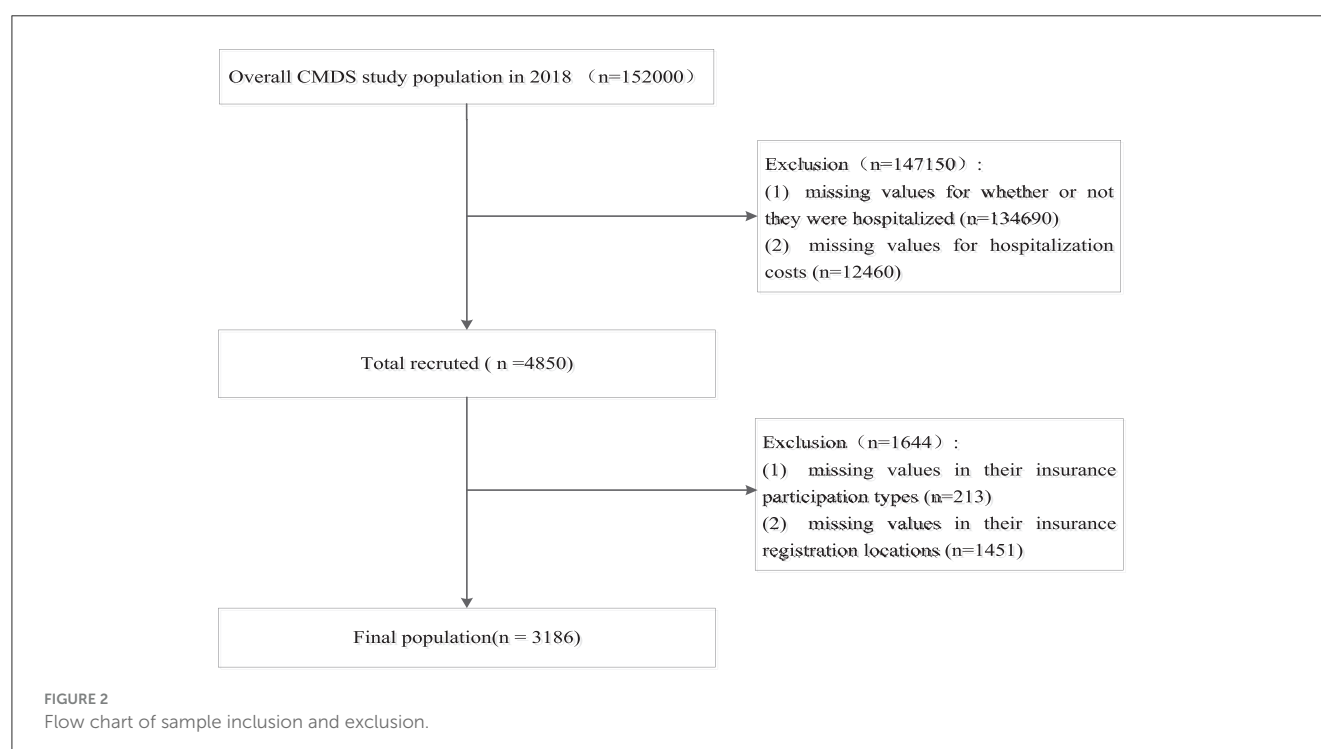 Overall CMDS study population in 2018 （n=152000）
Exclusion（n=147150）:
(1) missing values for whether or not
they were hospitalized (n=134690)
(2) missing values for hospitalization
costs (n=12460)
Total recruted ( n =4850)
Exclusion（n=1644）:
(1) missing values in their insurance
participation types (n=213)
(2) missing values in their insurance
registration locations (n=1451)
Final population(n = 3186)
FIGURE 2
Flow chart of sample inclusion and exclusion.